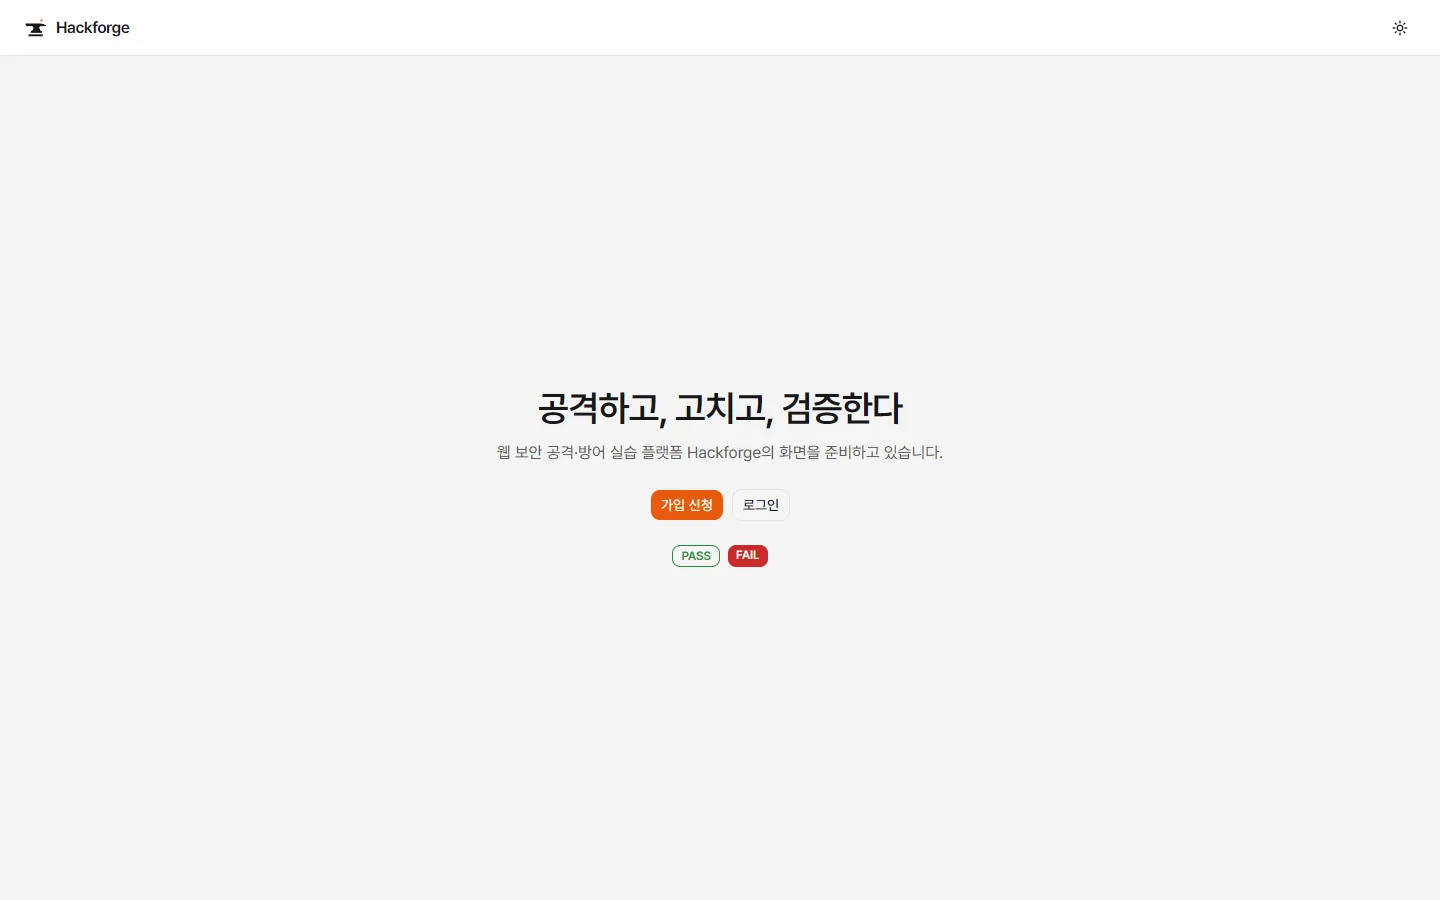 Hackforge
공격하고, 고치고, 검증한다
웹 보안 공격·방어 실습 플랫폼 Hackforge의 화면을 준비하고 있습니다.
가입 신청 로그인
PASS FAIL